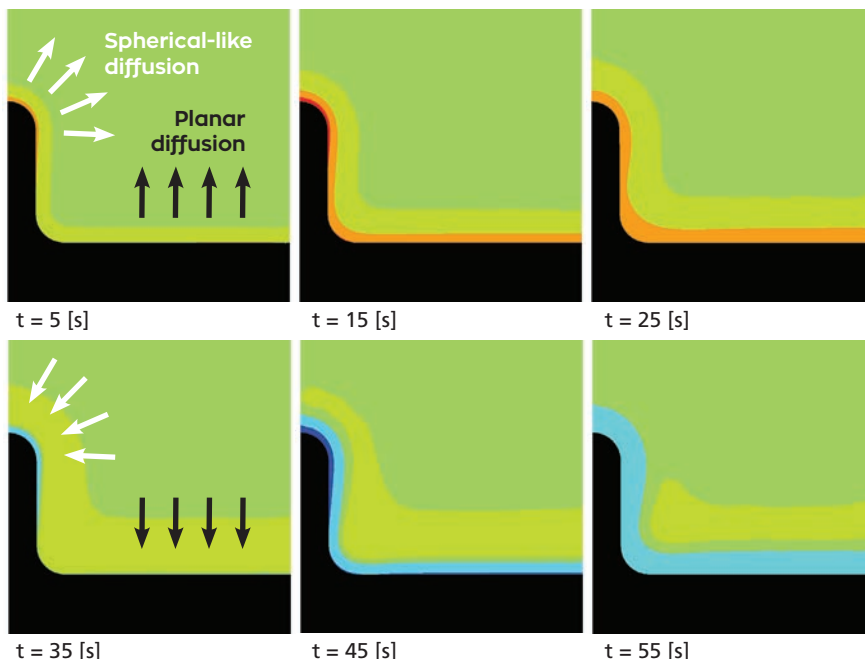 Spherical-like
diffusion
Planar
diffusion
t = 5 [s]
t = 15 [s]
t = 25 [s]
t = 35 [s]
t = 45 [s]
t = 55 [s]